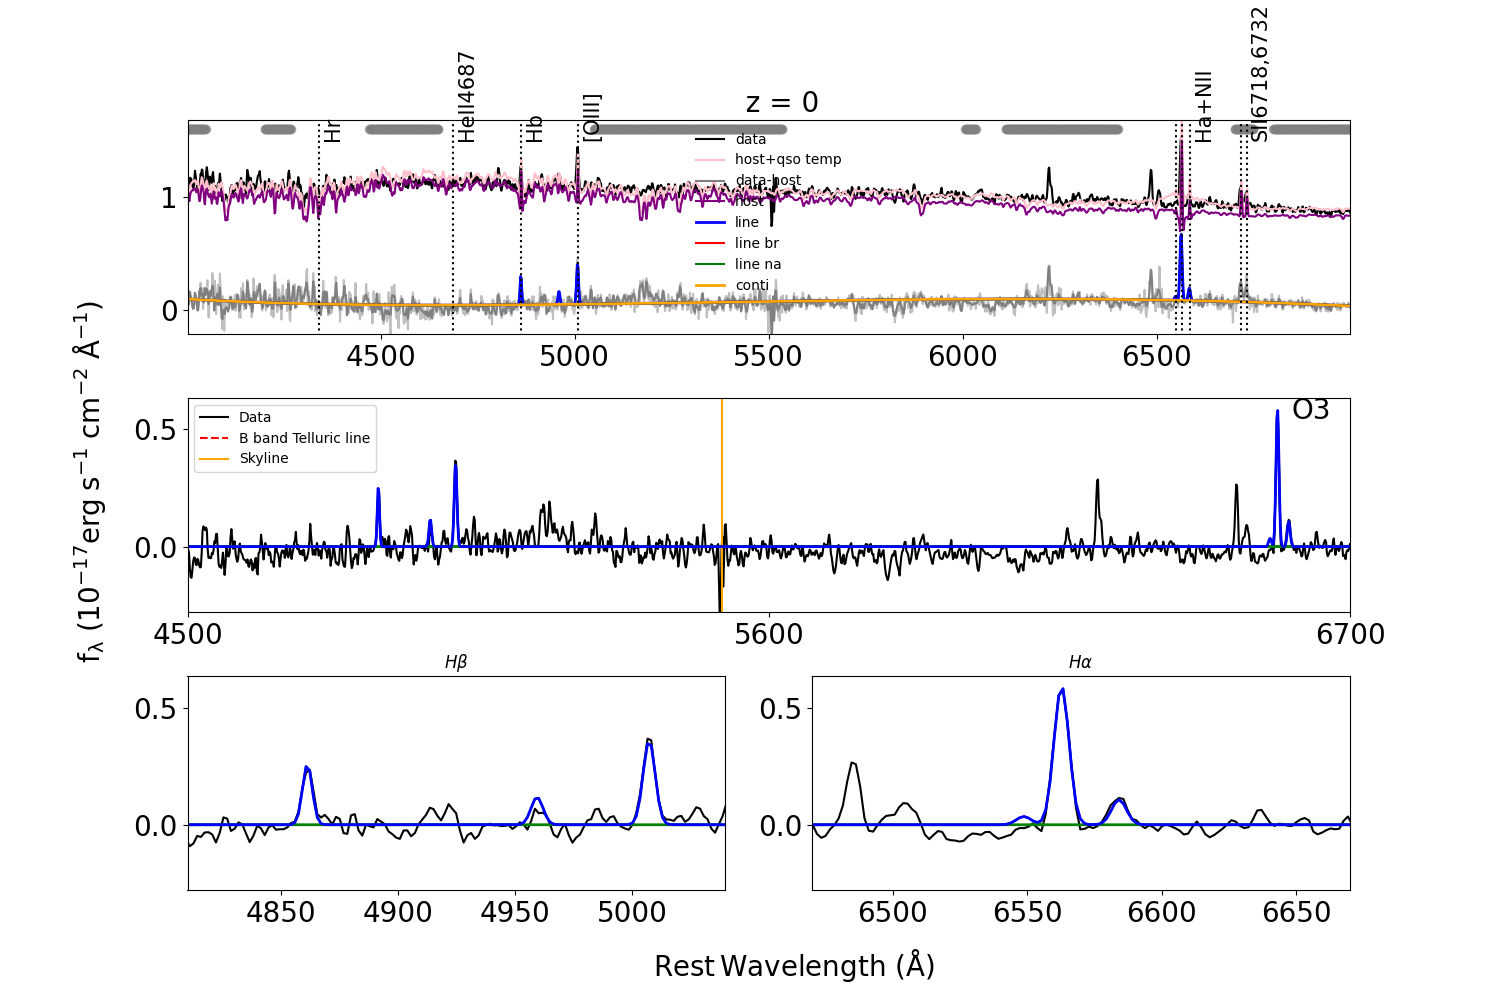 z = 0
Hr
HeII4687
Hb
[OIII]
Ha+NII
SII6718,6732
data
host+qso temp
data-host
host
line
line br
line na
conti
1
0
4500 5000 5500 6000 6500
fλ (10⁻¹⁷erg s⁻¹ cm⁻² Å⁻¹)
Data
B band Telluric line
Skyline
O3
0.5
0.0
4500 5600 6700
Hβ
0.5
0.0
4850 4900 4950 5000
Hα
0.5
0.0
6500 6550 6600 6650
Rest Wavelength (Å)